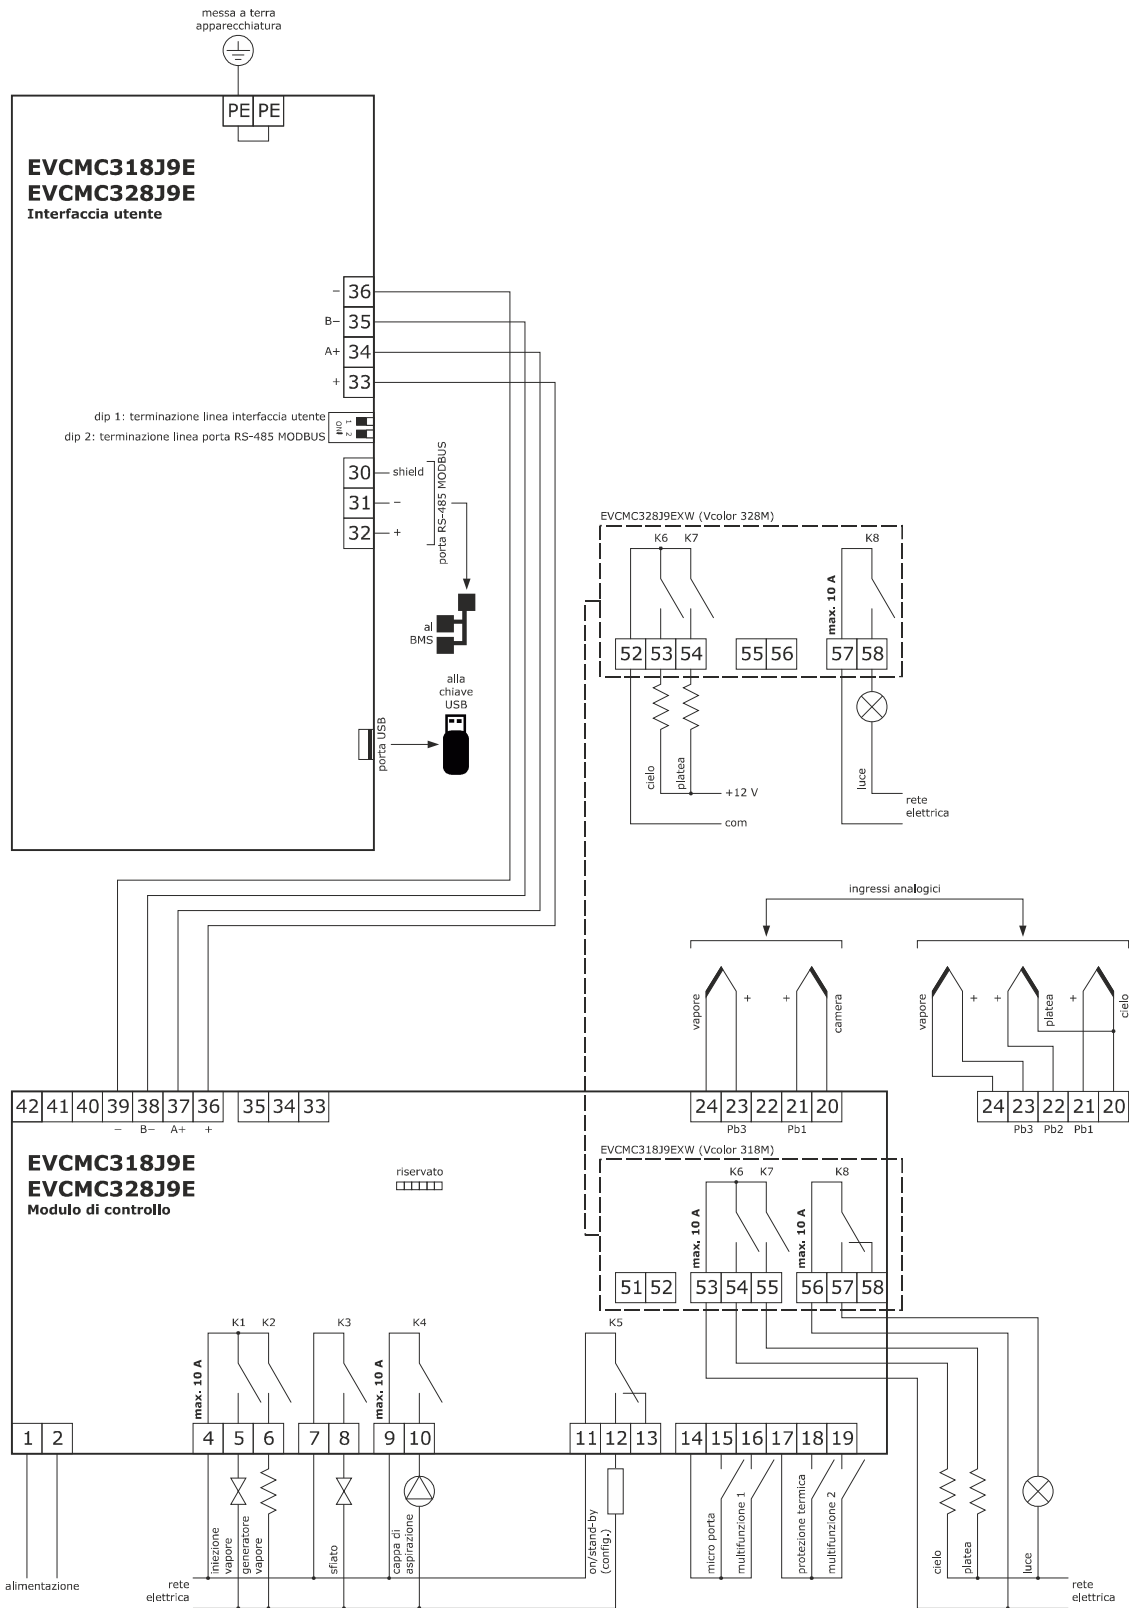 messa a terra
apparecchiatura
PE PE
EVCMC318J9E
EVCMC328J9E
Interfaccia utente
− 36
B− 35
A+ 34
+ 33
dip 1: terminazione linea interfaccia utente
dip 2: terminazione linea porta RS-485 MODBUS
ON
1 2
30 shield
31 −
32 +
porta RS-485 MODBUS
al
BMS
alla
chiave
USB
porta USB
EVCMC328J9EXW (Vcolor 328M)
K6 K7 K8
max. 10 A
52 53 54 55 56 57 58
cielo
platea
luce
+12 V
com
rete
elettrica
ingressi analogici
vapore
+
+
camera
vapore
+
+
platea
+
cielo
42 41 40 39 38 37 36 35 34 33
− B− A+ +
24 23 22 21 20
Pb3 Pb1
24 23 22 21 20
Pb3 Pb2 Pb1
EVCMC318J9E
EVCMC328J9E
Modulo di controllo
riservato
EVCMC318J9EXW (Vcolor 318M)
K6 K7 K8
max. 10 A
max. 10 A
51 52 53 54 55 56 57 58
K1 K2 K3 K4 K5
max. 10 A
max. 10 A
1 2 4 5 6 7 8 9 10 11 12 13 14 15 16 17 18 19
alimentazione
iniezione
vapore
generatore
vapore
sfiato
cappa di
aspirazione
on/stand-by
(config.)
micro porta
multifunzione 1
protezione termica
multifunzione 2
cielo
platea
luce
rete
elettrica
rete
elettrica